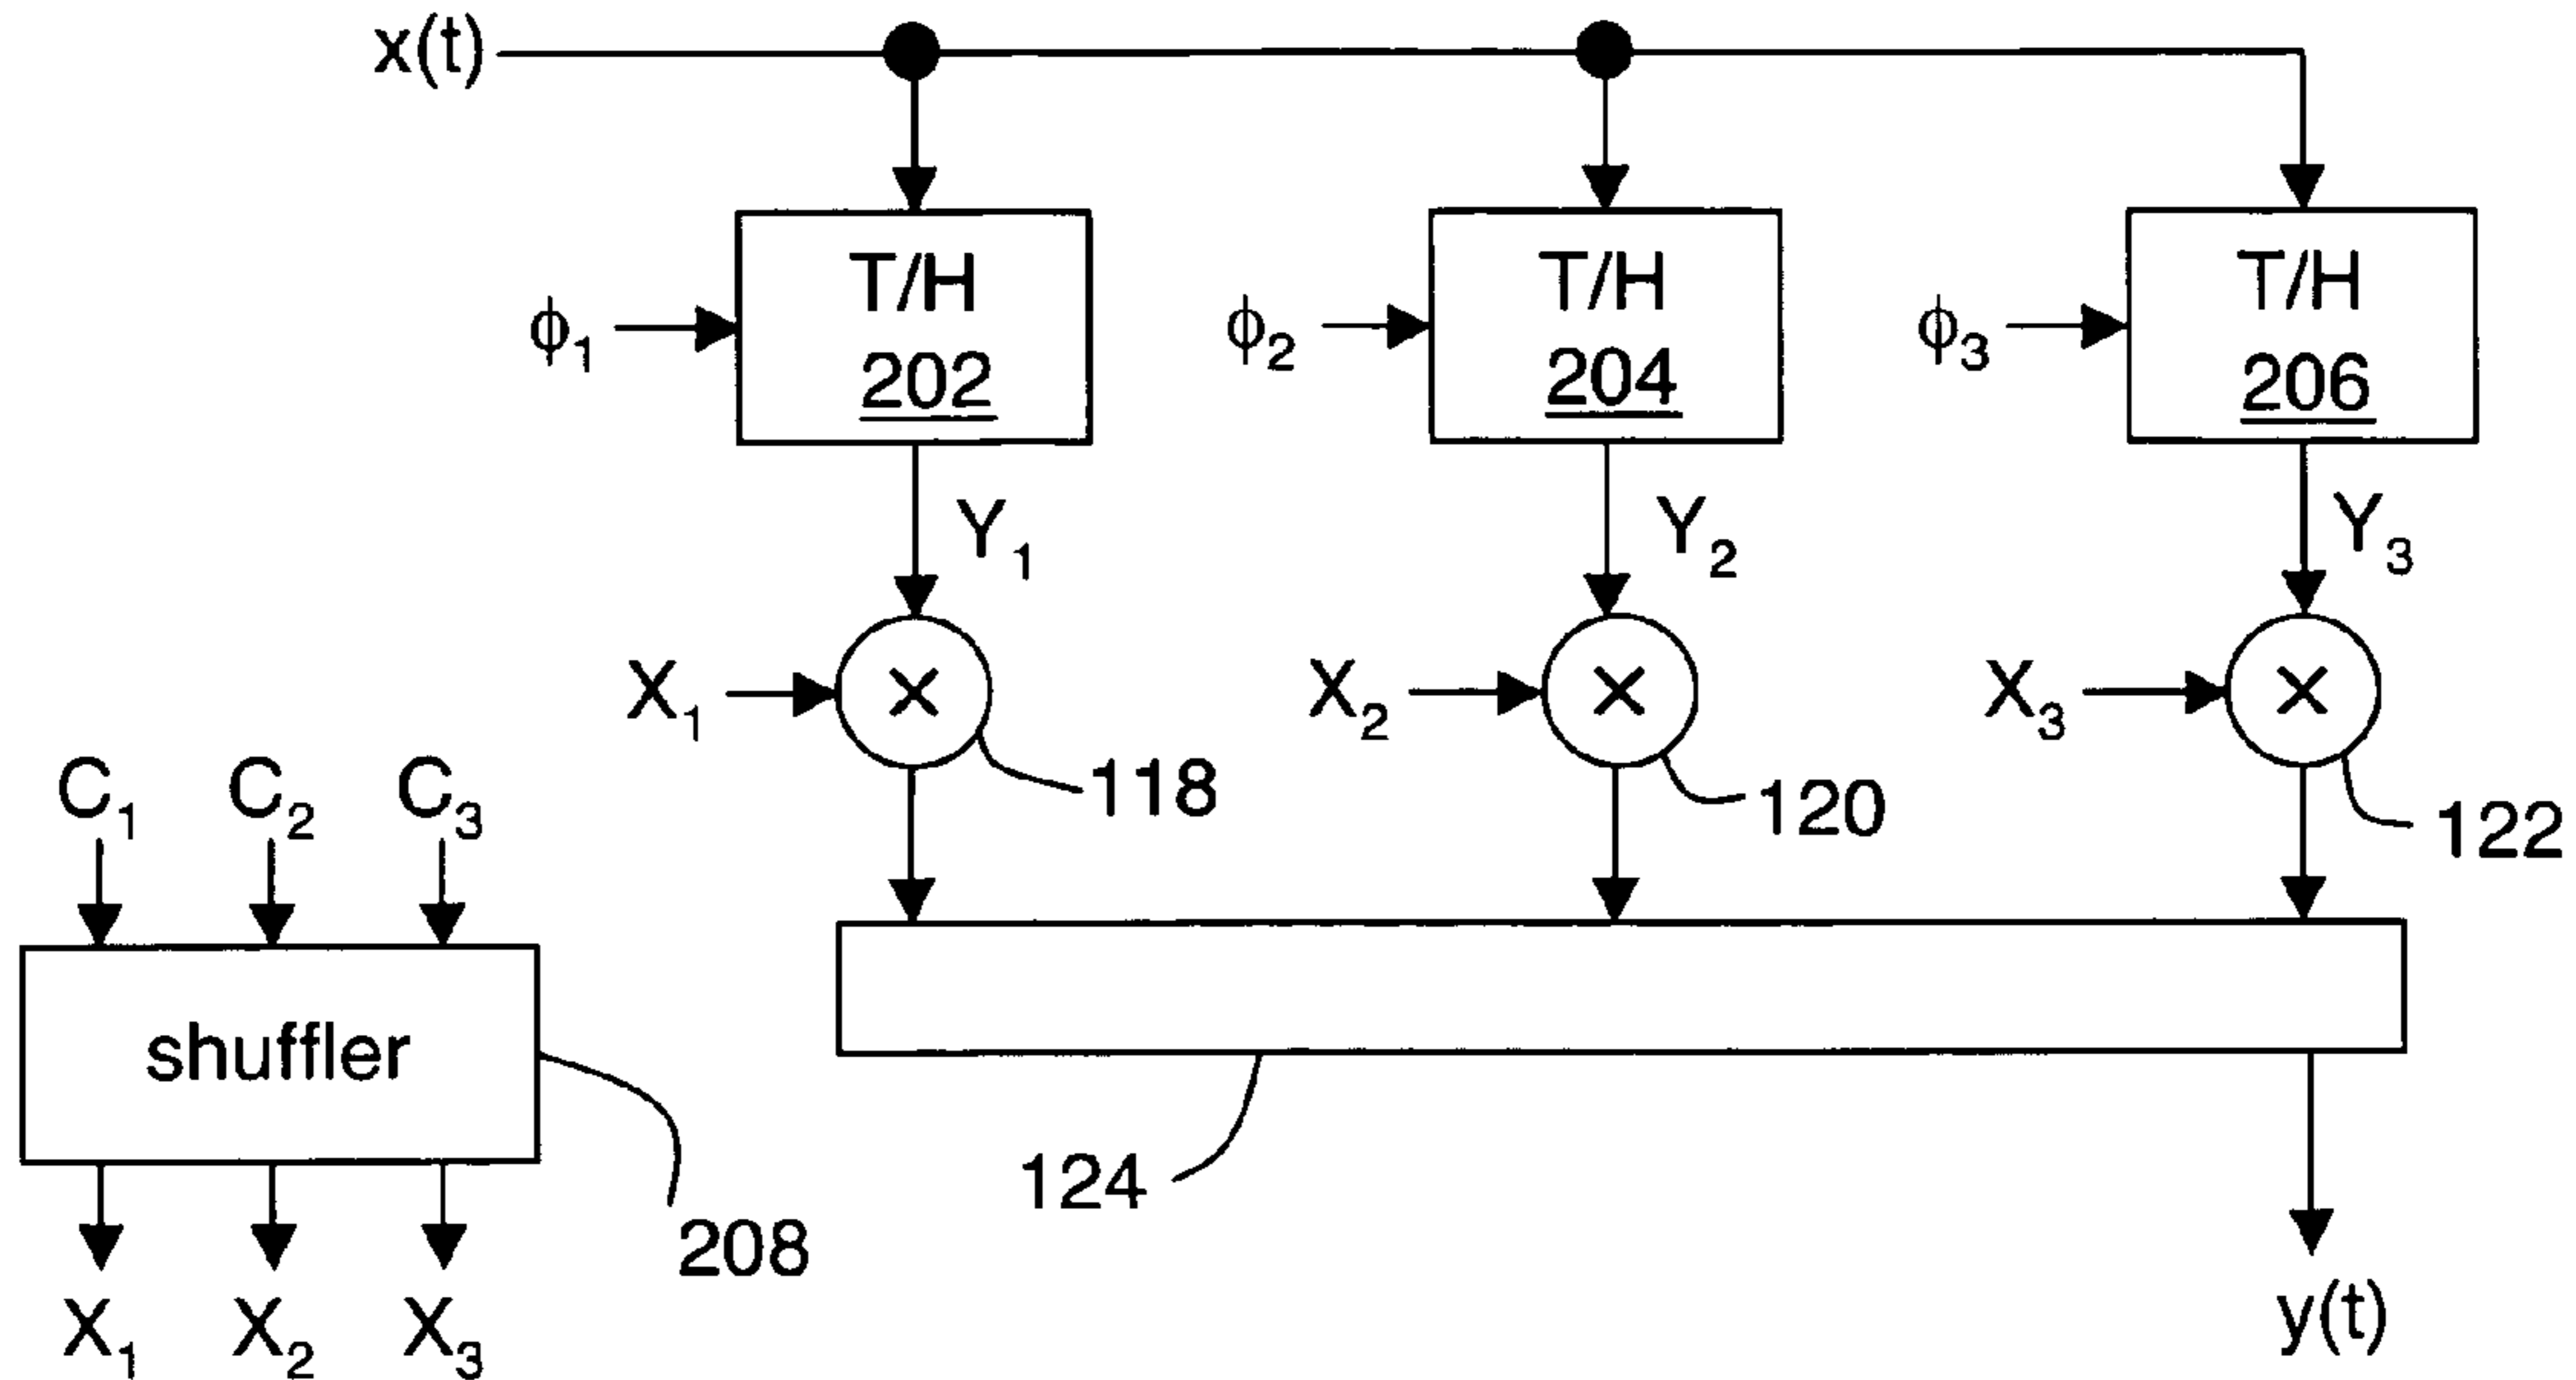 x(t)
T/H
202
T/H
204
T/H
206
ϕ1
ϕ2
ϕ3
Y1
Y2
Y3
X1
X2
X3
×
×
×
118
120
122
C1
C2
C3
shuffler
208
124
X1
X2
X3
y(t)